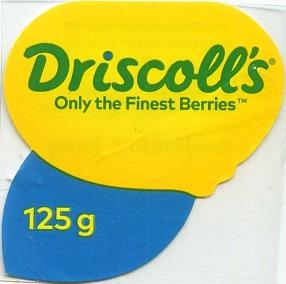 Driscoll's®
Only the Finest Berries™
125 g